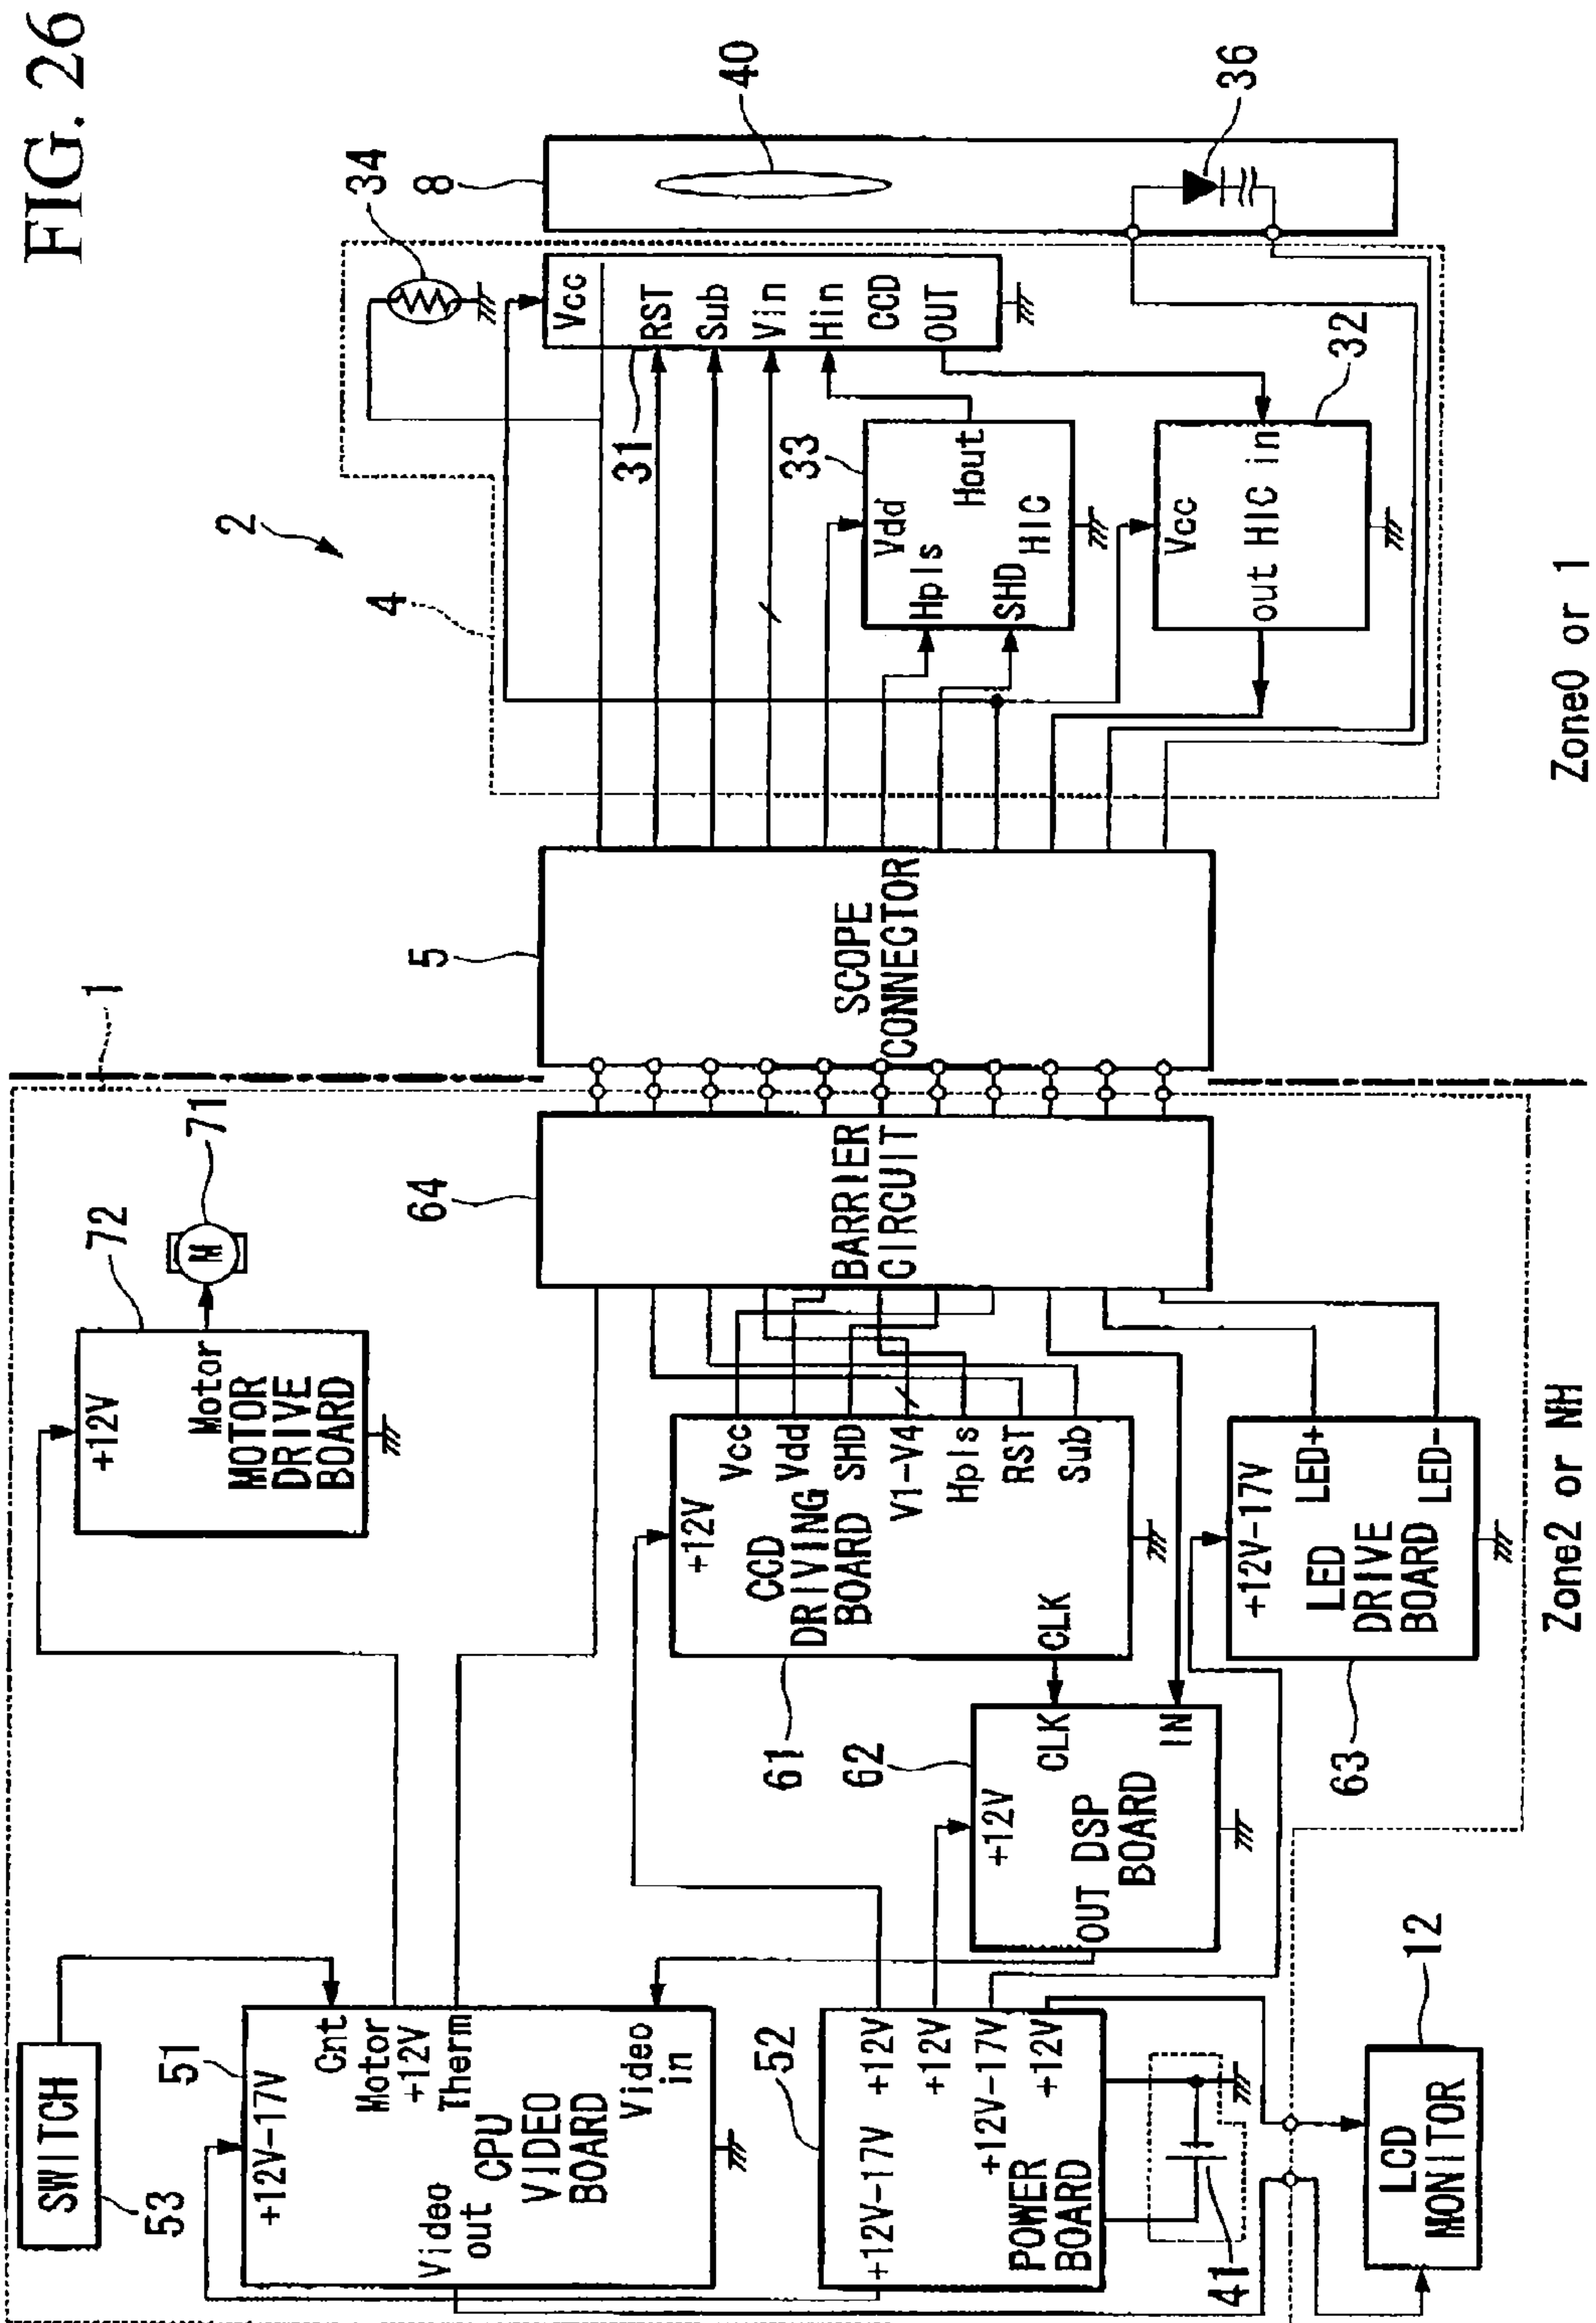 FIG. 26
SWITCH
53
51
+12V-17V
Cnt
Motor
+12V
Therm
CPU
VIDEO
BOARD
Video
out
Video
in
72
+12V
Motor
MOTOR
DRIVE
BOARD
M
71
1
52
+12V-17V
+12V
+12V
+12V-17V
+12V
POWER
BOARD
41
LCD
MONITOR
12
61
+12V
CCD
DRIVING
BOARD
CLK
Vcc
Vdd
SHD
V1-V4
Hpls
RST
Sub
62
+12V
CLK
IN
OUT DSP
BOARD
63
+12V-17V
LED
DRIVE
BOARD
LED+
LED-
64
BARRIER
CIRCUIT
5
SCOPE
CONNECTOR
2
4
34
8
40
36
31
Vcc
RST
Sub
Vin
Hin
CCD
OUT
33
Vdd
Hpls
Hout
SHD
HIC
32
Vcc
out HIC in
Zone2 or NH
Zone0 or 1